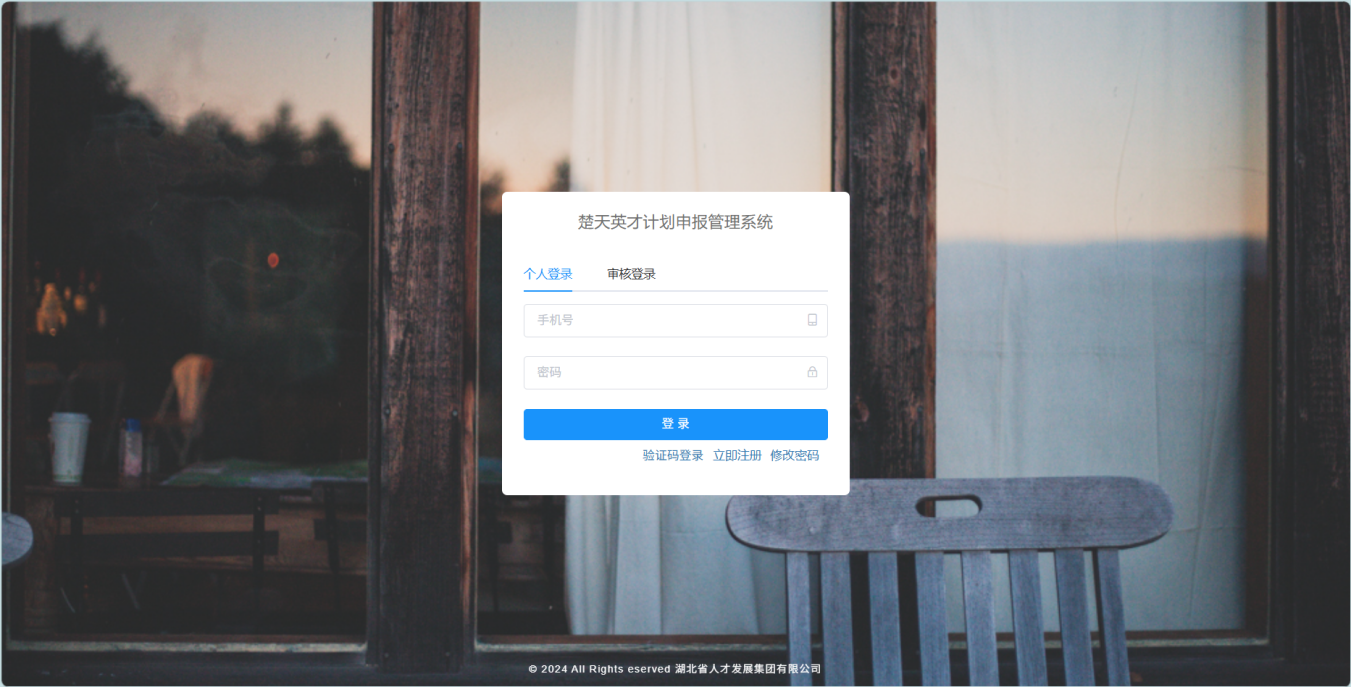 楚天英才计划申报管理系统
个人登录 审核登录
手机号
密码
登 录
验证码登录 立即注册 修改密码
© 2024 All Rights eserved 湖北省人才发展集团有限公司